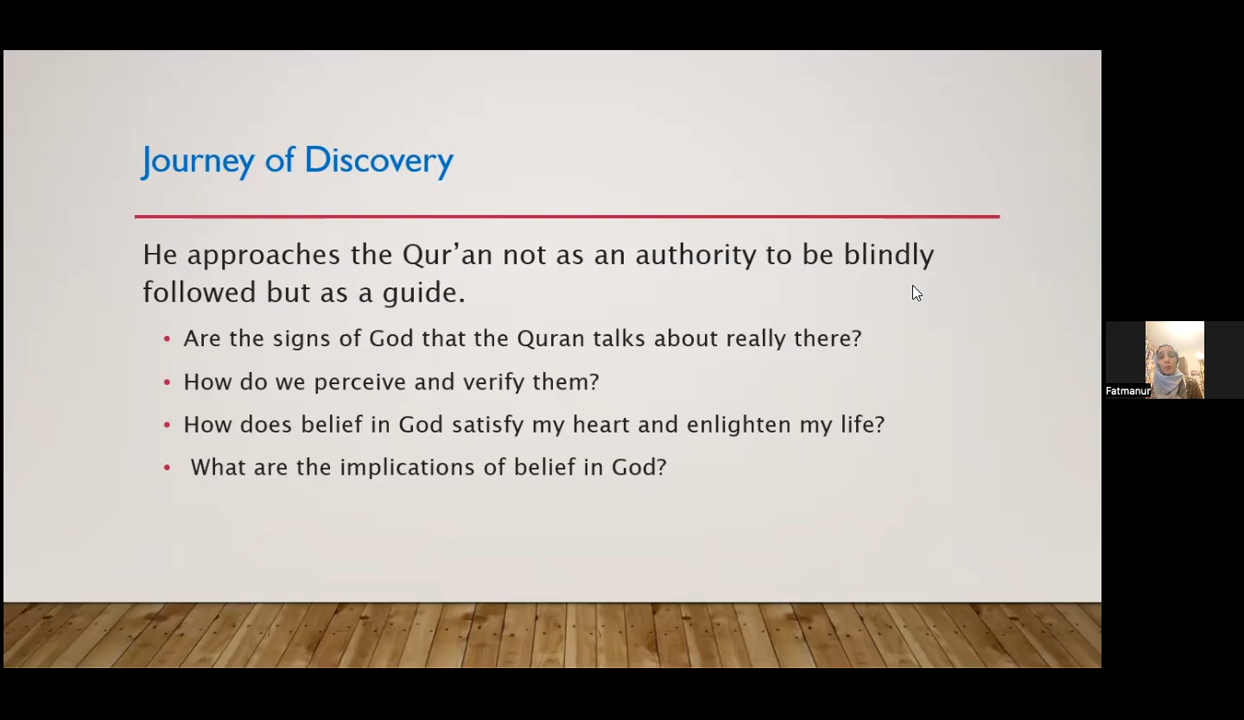 Journey of Discovery
He approaches the Qur’an not as an authority to be blindly
followed but as a guide.
• Are the signs of God that the Quran talks about really there?
• How do we perceive and verify them?
• How does belief in God satisfy my heart and enlighten my life?
• What are the implications of belief in God?
Fatmanur